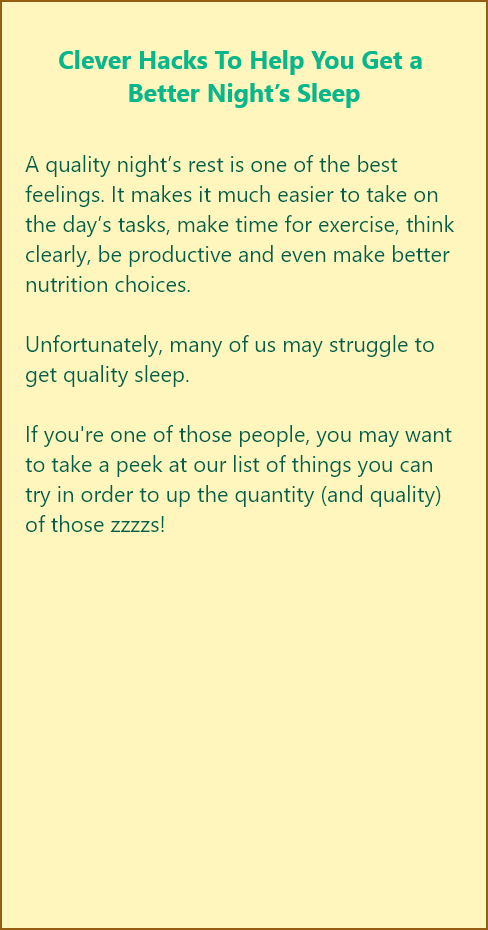 Clever Hacks To Help You Get a
Better Night’s Sleep
A quality night’s rest is one of the best
feelings. It makes it much easier to take on
the day’s tasks, make time for exercise, think
clearly, be productive and even make better
nutrition choices.
Unfortunately, many of us may struggle to
get quality sleep.
If you're one of those people, you may want
to take a peek at our list of things you can
try in order to up the quantity (and quality)
of those zzzzs!